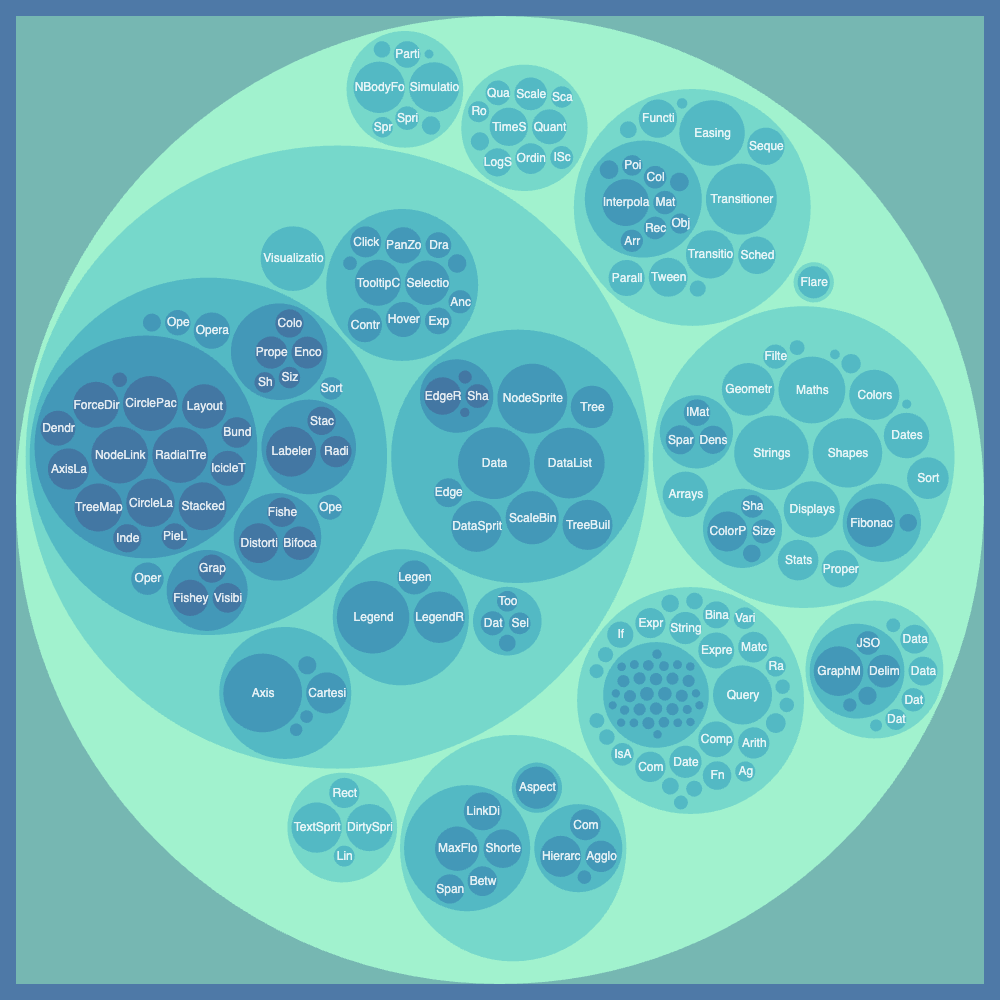 Parti
NBodyFo
Simulatio
Spri
Spr
Qua
Scale
Sca
Ro
TimeS
Quant
LogS
Ordin
ISc
Functi
Easing
Seque
Poi
Col
Interpola
Mat
Rec
Obj
Arr
Transitioner
Transitio
Sched
Parall
Tween
Flare
Visualizatio
Click
PanZo
Dra
TooltipC
Selectio
Anc
Contr
Hover
Exp
Ope
Opera
Colo
Prope
Enco
Sh
Siz
Sort
ForceDir
CirclePac
Layout
Dendr
Bund
NodeLink
RadialTre
AxisLa
IcicleT
TreeMap
CircleLa
Stacked
Inde
PieL
Stac
Labeler
Radi
Ope
Fishe
Distorti
Bifoca
Oper
Grap
Fishey
Visibi
EdgeR
Sha
NodeSprite
Tree
Data
DataList
Edge
DataSprit
ScaleBin
TreeBuil
Legen
Legend
LegendR
Too
Dat
Sel
Axis
Cartesi
Filte
Geometr
Maths
Colors
IMat
Spar
Dens
Strings
Shapes
Dates
Sort
Arrays
Sha
ColorP
Size
Displays
Fibonac
Stats
Proper
If
Expr
String
Bina
Vari
Expre
Matc
Ra
Query
Comp
Arith
IsA
Com
Date
Fn
Ag
JSO
GraphM
Delim
Data
Data
Dat
Dat
Rect
TextSprit
DirtySpri
Lin
Aspect
LinkDi
MaxFlo
Shorte
Span
Betw
Com
Hierarc
Agglo